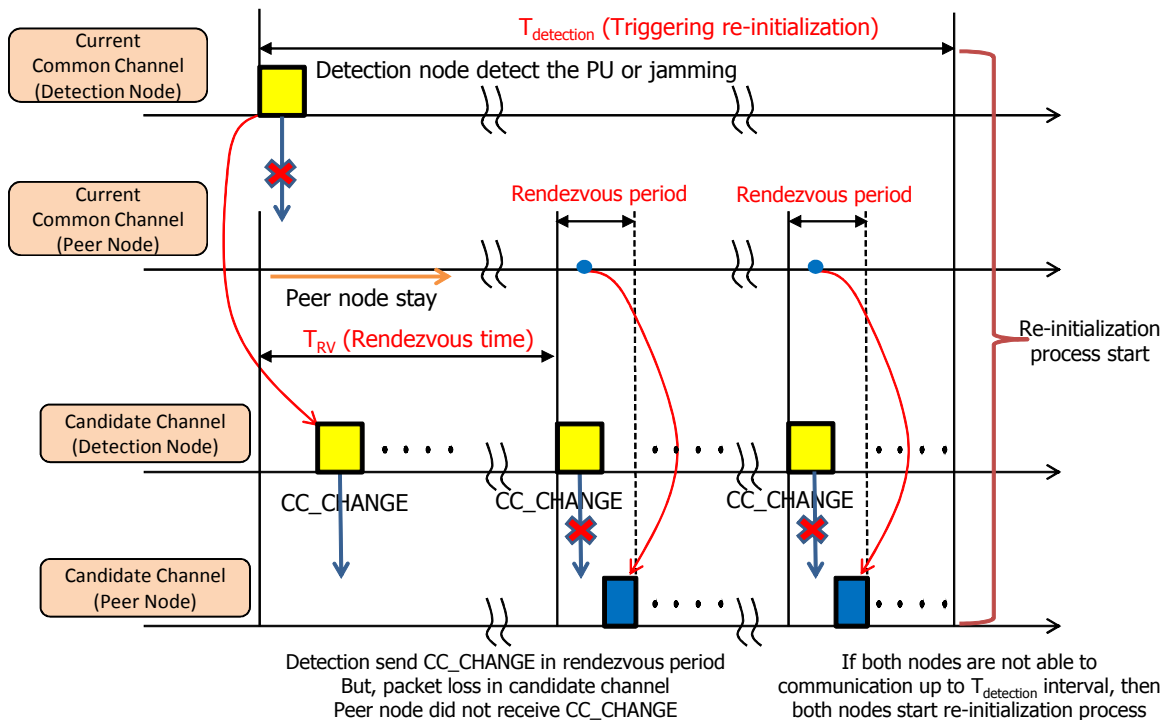 Current
Common Channel
(Detection Node)
T_detection (Triggering re-initialization)
Detection node detect the PU or jamming
Current
Common Channel
(Peer Node)
Rendezvous period
Rendezvous period
Peer node stay
T_RV (Rendezvous time)
Re-initialization
process start
Candidate Channel
(Detection Node)
CC_CHANGE
CC_CHANGE
CC_CHANGE
Candidate Channel
(Peer Node)
Detection send CC_CHANGE in rendezvous period
But, packet loss in candidate channel
Peer node did not receive CC_CHANGE
If both nodes are not able to
communication up to T_detection interval, then
both nodes start re-initialization process